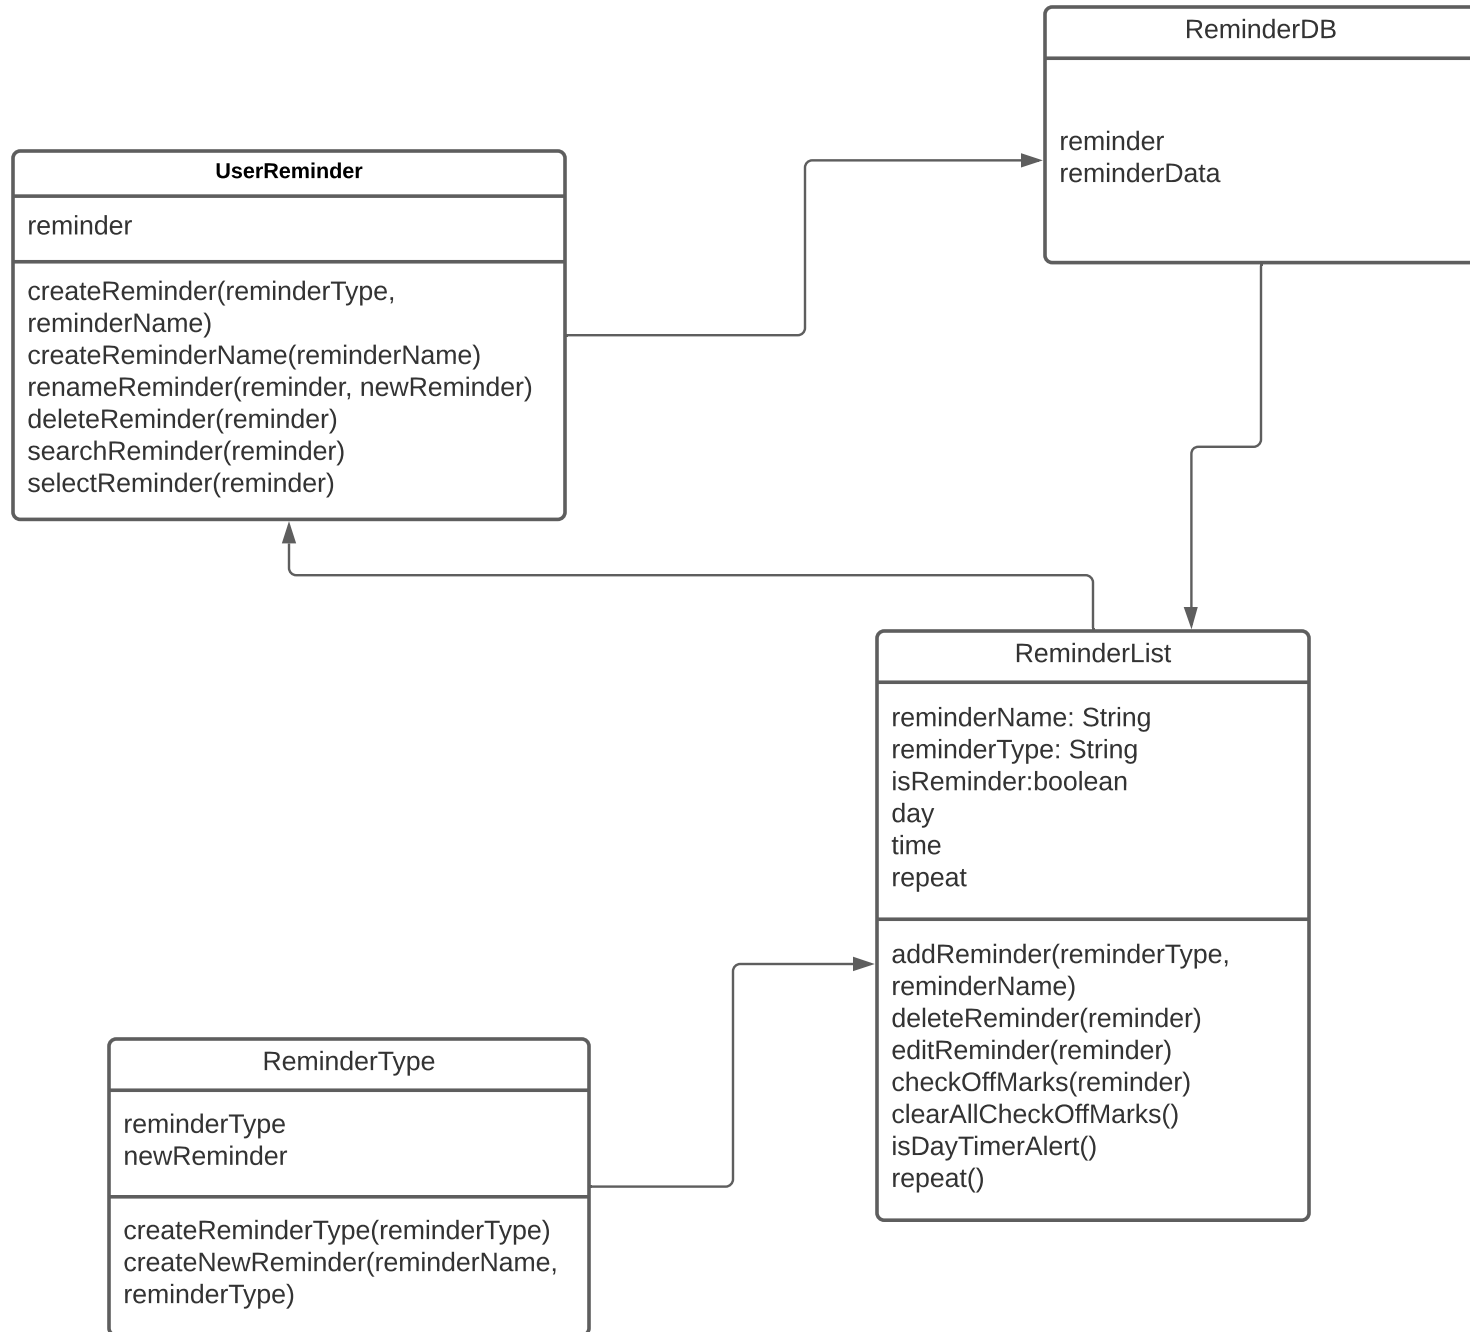 ReminderDB
reminder
reminderData
UserReminder
reminder
createReminder(reminderType,
reminderName)
createReminderName(reminderName)
renameReminder(reminder, newReminder)
deleteReminder(reminder)
searchReminder(reminder)
selectReminder(reminder)
ReminderList
reminderName: String
reminderType: String
isReminder:boolean
day
time
repeat
addReminder(reminderType,
reminderName)
deleteReminder(reminder)
editReminder(reminder)
checkOffMarks(reminder)
clearAllCheckOffMarks()
isDayTimerAlert()
repeat()
ReminderType
reminderType
newReminder
createReminderType(reminderType)
createNewReminder(reminderName,
reminderType)